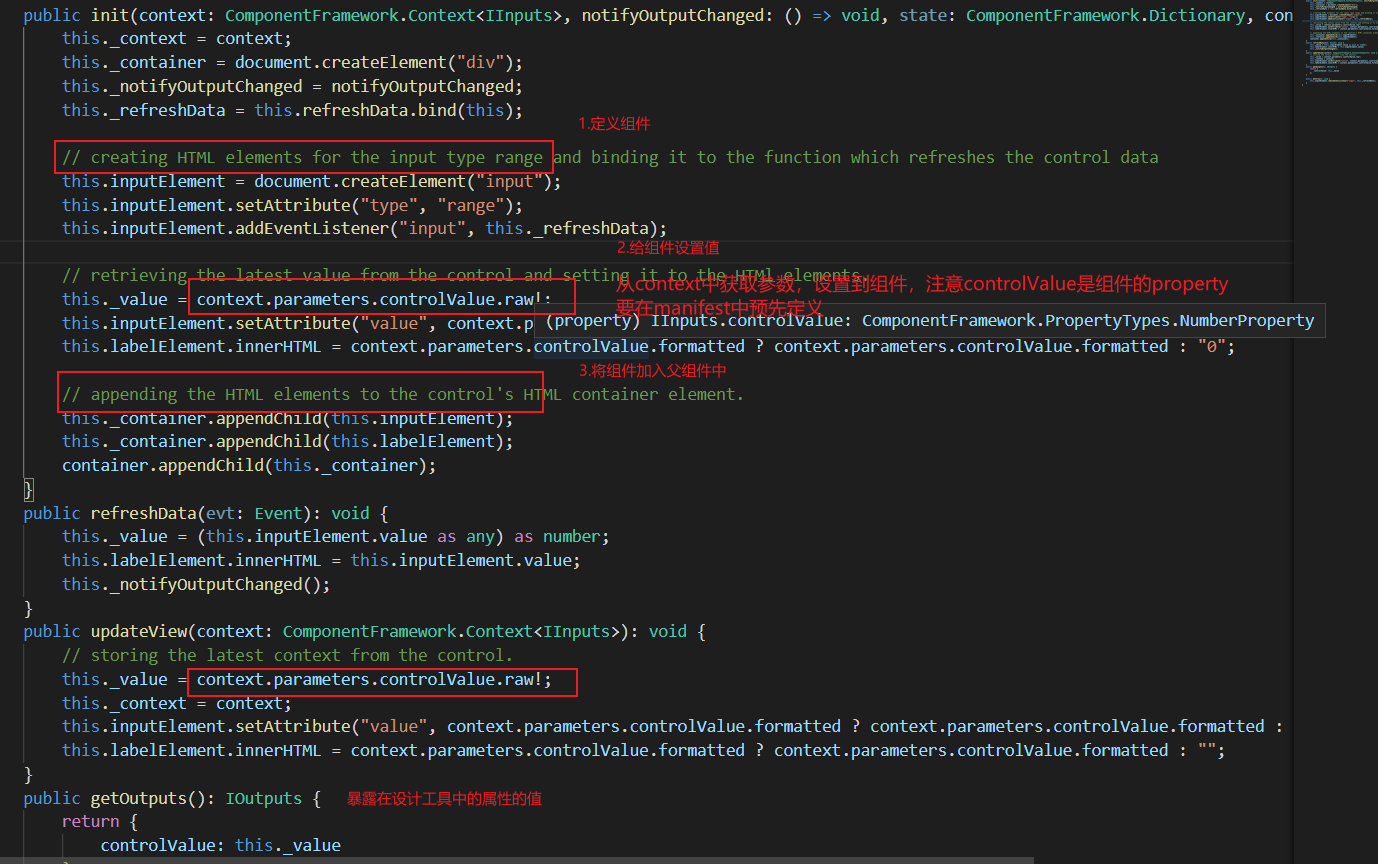 public init(context: ComponentFramework.Context<IInputs>, notifyOutputChanged: () => void, state: ComponentFramework.Dictionary, con
this._context = context;
this._container = document.createElement("div");
this._notifyOutputChanged = notifyOutputChanged;
this._refreshData = this.refreshData.bind(this);
1.定义组件
// creating HTML elements for the input type range and binding it to the function which refreshes the control data
this.inputElement = document.createElement("input");
this.inputElement.setAttribute("type", "range");
this.inputElement.addEventListener("input", this._refreshData);
2.给组件设置值
// retrieving the latest value from the control and setting it to the HTMl elements.
从context中获取参数，设置到组件，注意controlValue是组件的property
this._value = context.parameters.controlValue.raw!;
要在manifest中预先定义
this.inputElement.setAttribute("value", context.p
(property) IInputs.controlValue: ComponentFramework.PropertyTypes.NumberProperty
this.labelElement.innerHTML = context.parameters.controlValue.formatted ? context.parameters.controlValue.formatted : "0";
3.将组件加入父组件中
// appending the HTML elements to the control's HTML container element.
this._container.appendChild(this.inputElement);
this._container.appendChild(this.labelElement);
container.appendChild(this._container);
}
public refreshData(evt: Event): void {
this._value = (this.inputElement.value as any) as number;
this.labelElement.innerHTML = this.inputElement.value;
this._notifyOutputChanged();
}
public updateView(context: ComponentFramework.Context<IInputs>): void {
// storing the latest context from the control.
this._value = context.parameters.controlValue.raw!;
this._context = context;
this.inputElement.setAttribute("value", context.parameters.controlValue.formatted ? context.parameters.controlValue.formatted :
this.labelElement.innerHTML = context.parameters.controlValue.formatted ? context.parameters.controlValue.formatted : "";
}
public getOutputs(): IOutputs { 暴露在设计工具中的属性的值
return {
controlValue: this._value